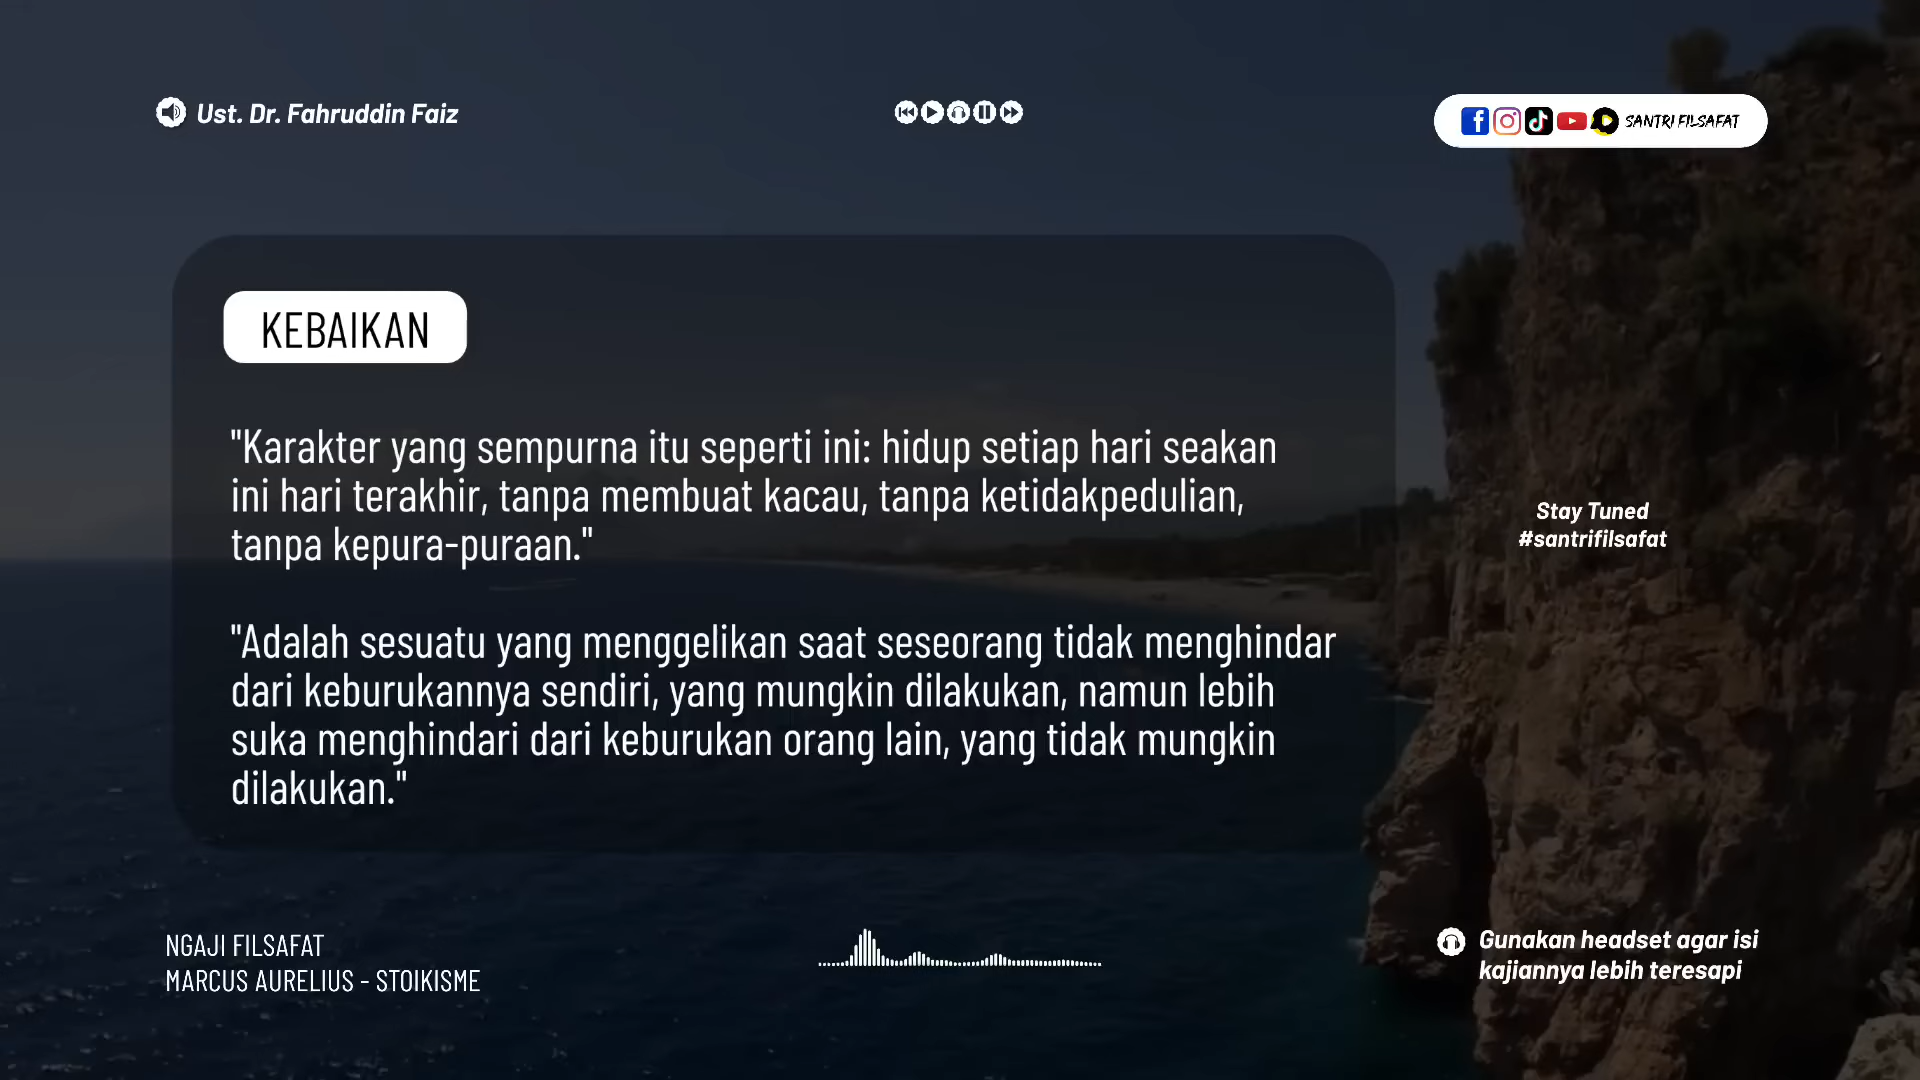 Ust. Dr. Fahruddin Faiz
SANTRI FILSAFAT
KEBAIKAN
"Karakter yang sempurna itu seperti ini: hidup setiap hari seakan
ini hari terakhir, tanpa membuat kacau, tanpa ketidakpedulian,
tanpa kepura-puraan."
"Adalah sesuatu yang menggelikan saat seseorang tidak menghindar
dari keburukannya sendiri, yang mungkin dilakukan, namun lebih
suka menghindari dari keburukan orang lain, yang tidak mungkin
dilakukan."
Stay Tuned
#santrifilsafat
NGAJI FILSAFAT
MARCUS AURELIUS - STOIKISME
Gunakan headset agar isi
kajiannya lebih teresapi